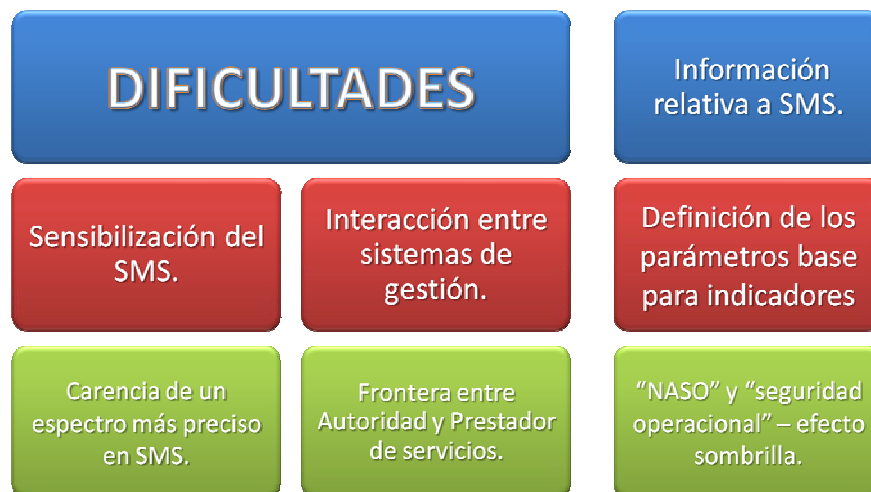 DIFICULTADES
Información
relativa a SMS.
Sensibilización del
SMS.
Interacción entre
sistemas de
gestión.
Definición de los
parámetros base
para indicadores
Carencia de un
espectro más preciso
en SMS.
Frontera entre
Autoridad y Prestador
de servicios.
“NASO” y “seguridad
operacional” – efecto
sombrilla.